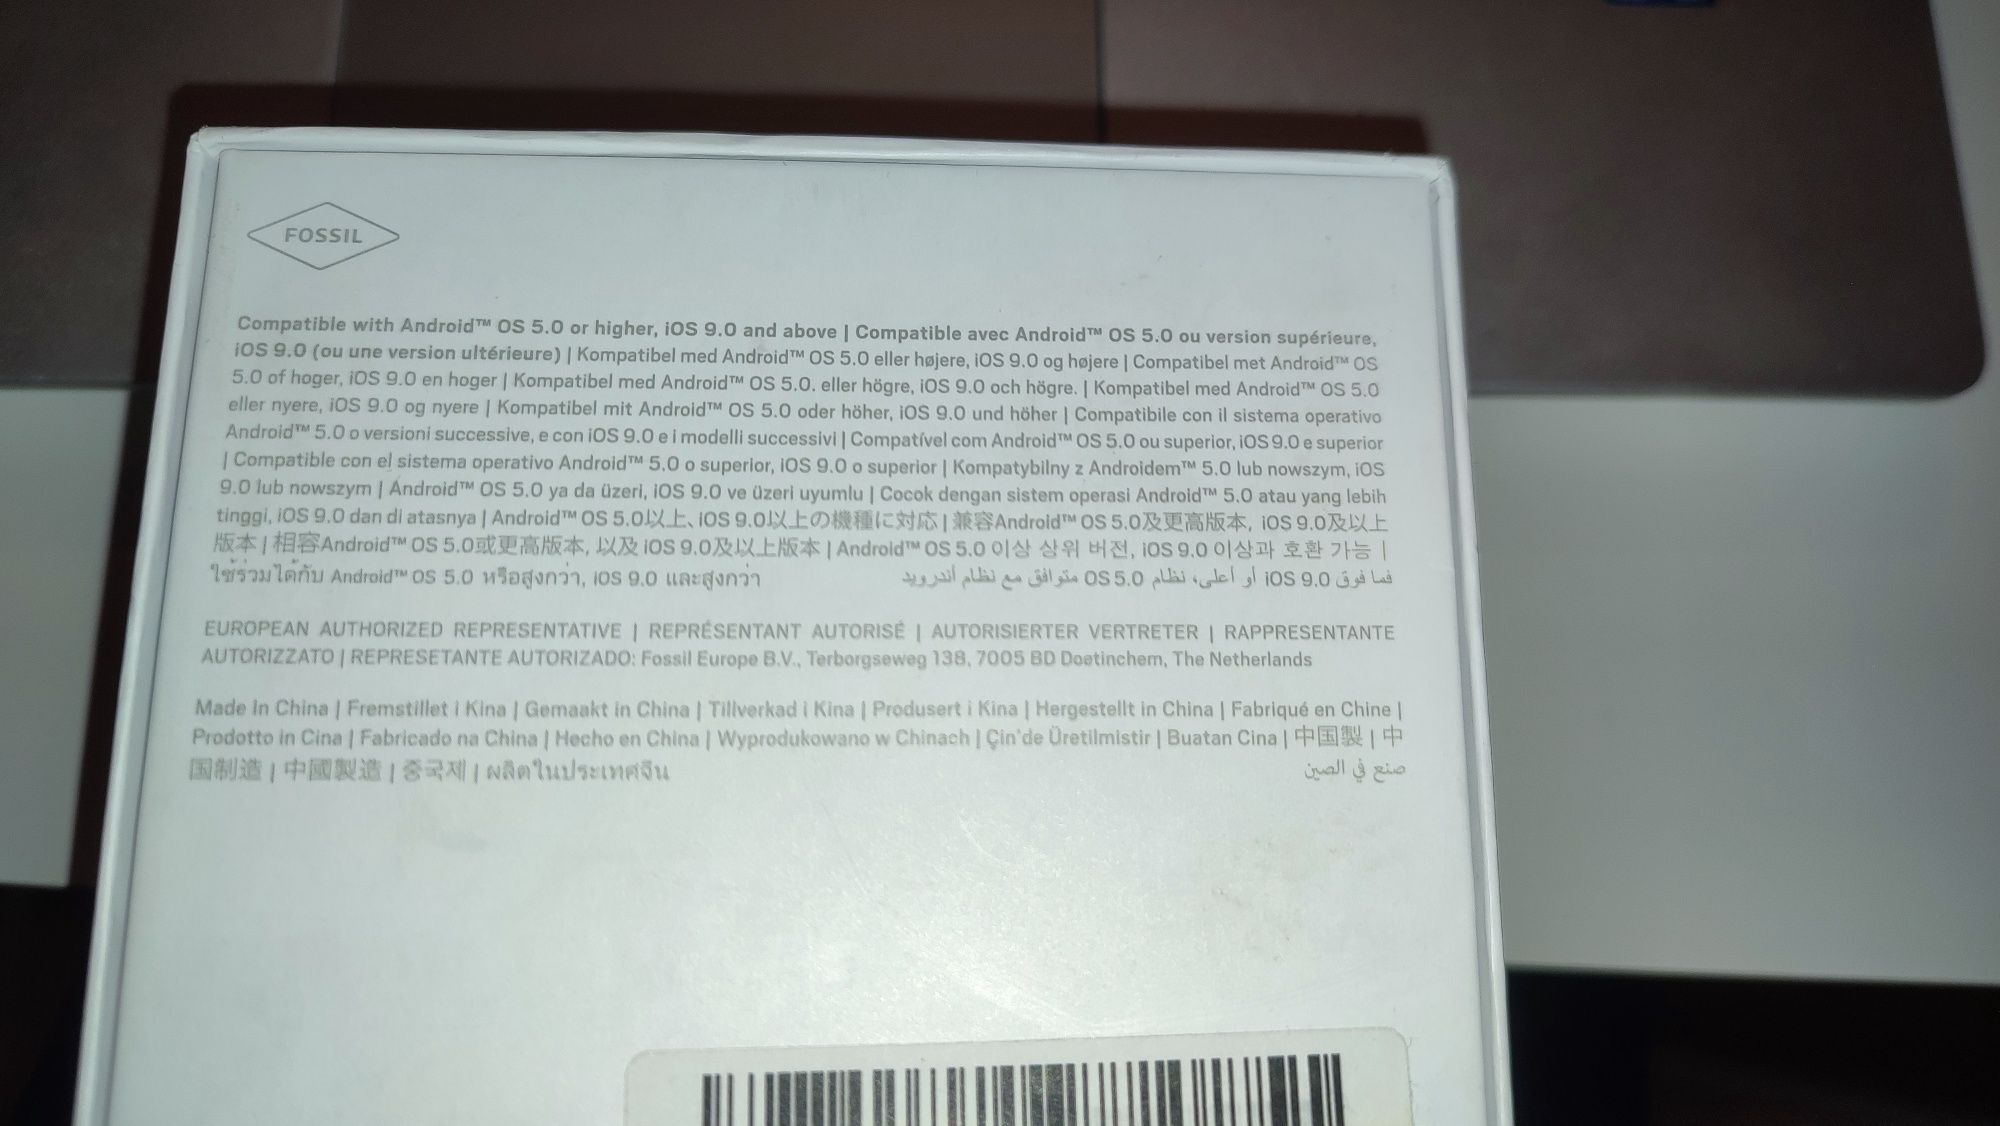 FOSSIL
Compatible with Android™ OS 5.0 or higher, iOS 9.0 and above | Compatible avec Android™ OS 5.0 ou version supérieure,
iOS 9.0 (ou une version ultérieure) | Kompatibel med Android™ OS 5.0 eller højere, iOS 9.0 og højere | Compatibel met Android™ OS
5.0 of hoger, iOS 9.0 en hoger | Kompatibel med Android™ OS 5.0. eller högre, iOS 9.0 och högre. | Kompatibel med Android™ OS 5.0
eller nyere, iOS 9.0 og nyere | Kompatibel mit Android™ OS 5.0 oder höher, iOS 9.0 und höher | Compatibile con il sistema operativo
Android™ 5.0 o versioni successive, e con iOS 9.0 e i modelli successivi | Compatível com Android™ OS 5.0 ou superior, iOS 9.0 e superior
| Compatible con el sistema operativo Android™ 5.0 o superior, iOS 9.0 o superior | Kompatybilny z Androidem™ 5.0 lub nowszym, iOS
9.0 lub nowszym | Android™ OS 5.0 ya da üzeri, iOS 9.0 ve üzeri uyumlu | Cocok dengan sistem operasi Android™ 5.0 atau yang lebih
tinggi, iOS 9.0 dan di atasnya | Android™ OS 5.0以上、iOS 9.0以上の機種に対応 | 兼容Android™ OS 5.0及更高版本, iOS 9.0及以上
版本 | 相容Android™ OS 5.0或更高版本, 以及 iOS 9.0及以上版本 | Android™ OS 5.0 이상 상위 버전, iOS 9.0 이상과 호환 가능 |
ใช้ร่วมได้กับ Android™ OS 5.0 หรือสูงกว่า, iOS 9.0 และสูงกว่า متوافق مع نظام أندرويد OS 5.0 أو أعلى، نظام iOS 9.0 فما فوق
EUROPEAN AUTHORIZED REPRESENTATIVE | REPRÉSENTANT AUTORISÉ | AUTORISIERTER VERTRETER | RAPPRESENTANTE
AUTORIZZATO | REPRESETANTE AUTORIZADO: Fossil Europe B.V., Terborgseweg 138, 7005 BD Doetinchem, The Netherlands
Made In China | Fremstillet i Kina | Gemaakt in China | Tillverkad i Kina | Produsert i Kina | Hergestellt in China | Fabriqué en Chine |
Prodotto in Cina | Fabricado na China | Hecho en China | Wyprodukowano w Chinach | Çin'de Üretilmistir | Buatan Cina | 中国製 | 中
国制造 | 中國製造 | 중국제 | ผลิตในประเทศจีน صنع في الصين